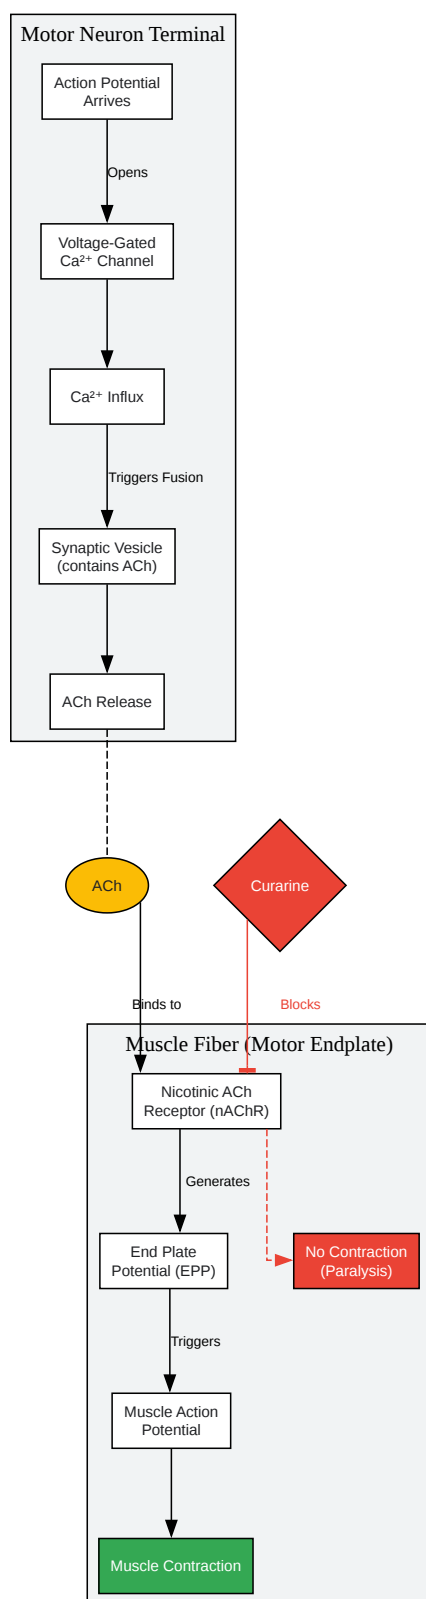 Motor Neuron Terminal
Action Potential
Arrives
Opens
Voltage-Gated
Ca²⁺ Channel
Ca²⁺ Influx
Triggers Fusion
Synaptic Vesicle
(contains ACh)
ACh Release
ACh
Curarine
Binds to
Blocks
Muscle Fiber (Motor Endplate)
Nicotinic ACh
Receptor (nAChR)
Generates
End Plate
Potential (EPP)
No Contraction
(Paralysis)
Triggers
Muscle Action
Potential
Muscle Contraction